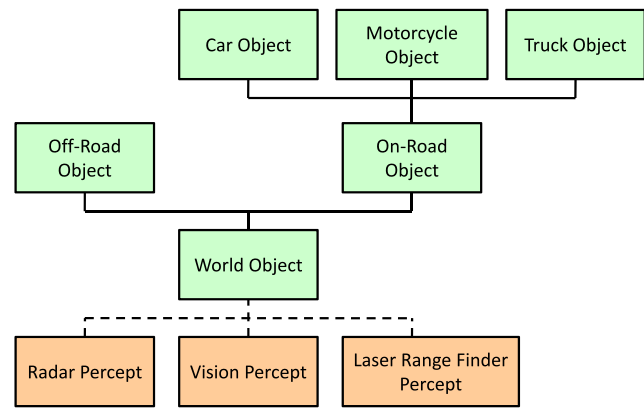 Car Object
Motorcycle
Object
Truck Object
Off-Road
Object
On-Road
Object
World Object
Radar Percept
Vision Percept
Laser Range Finder
Percept